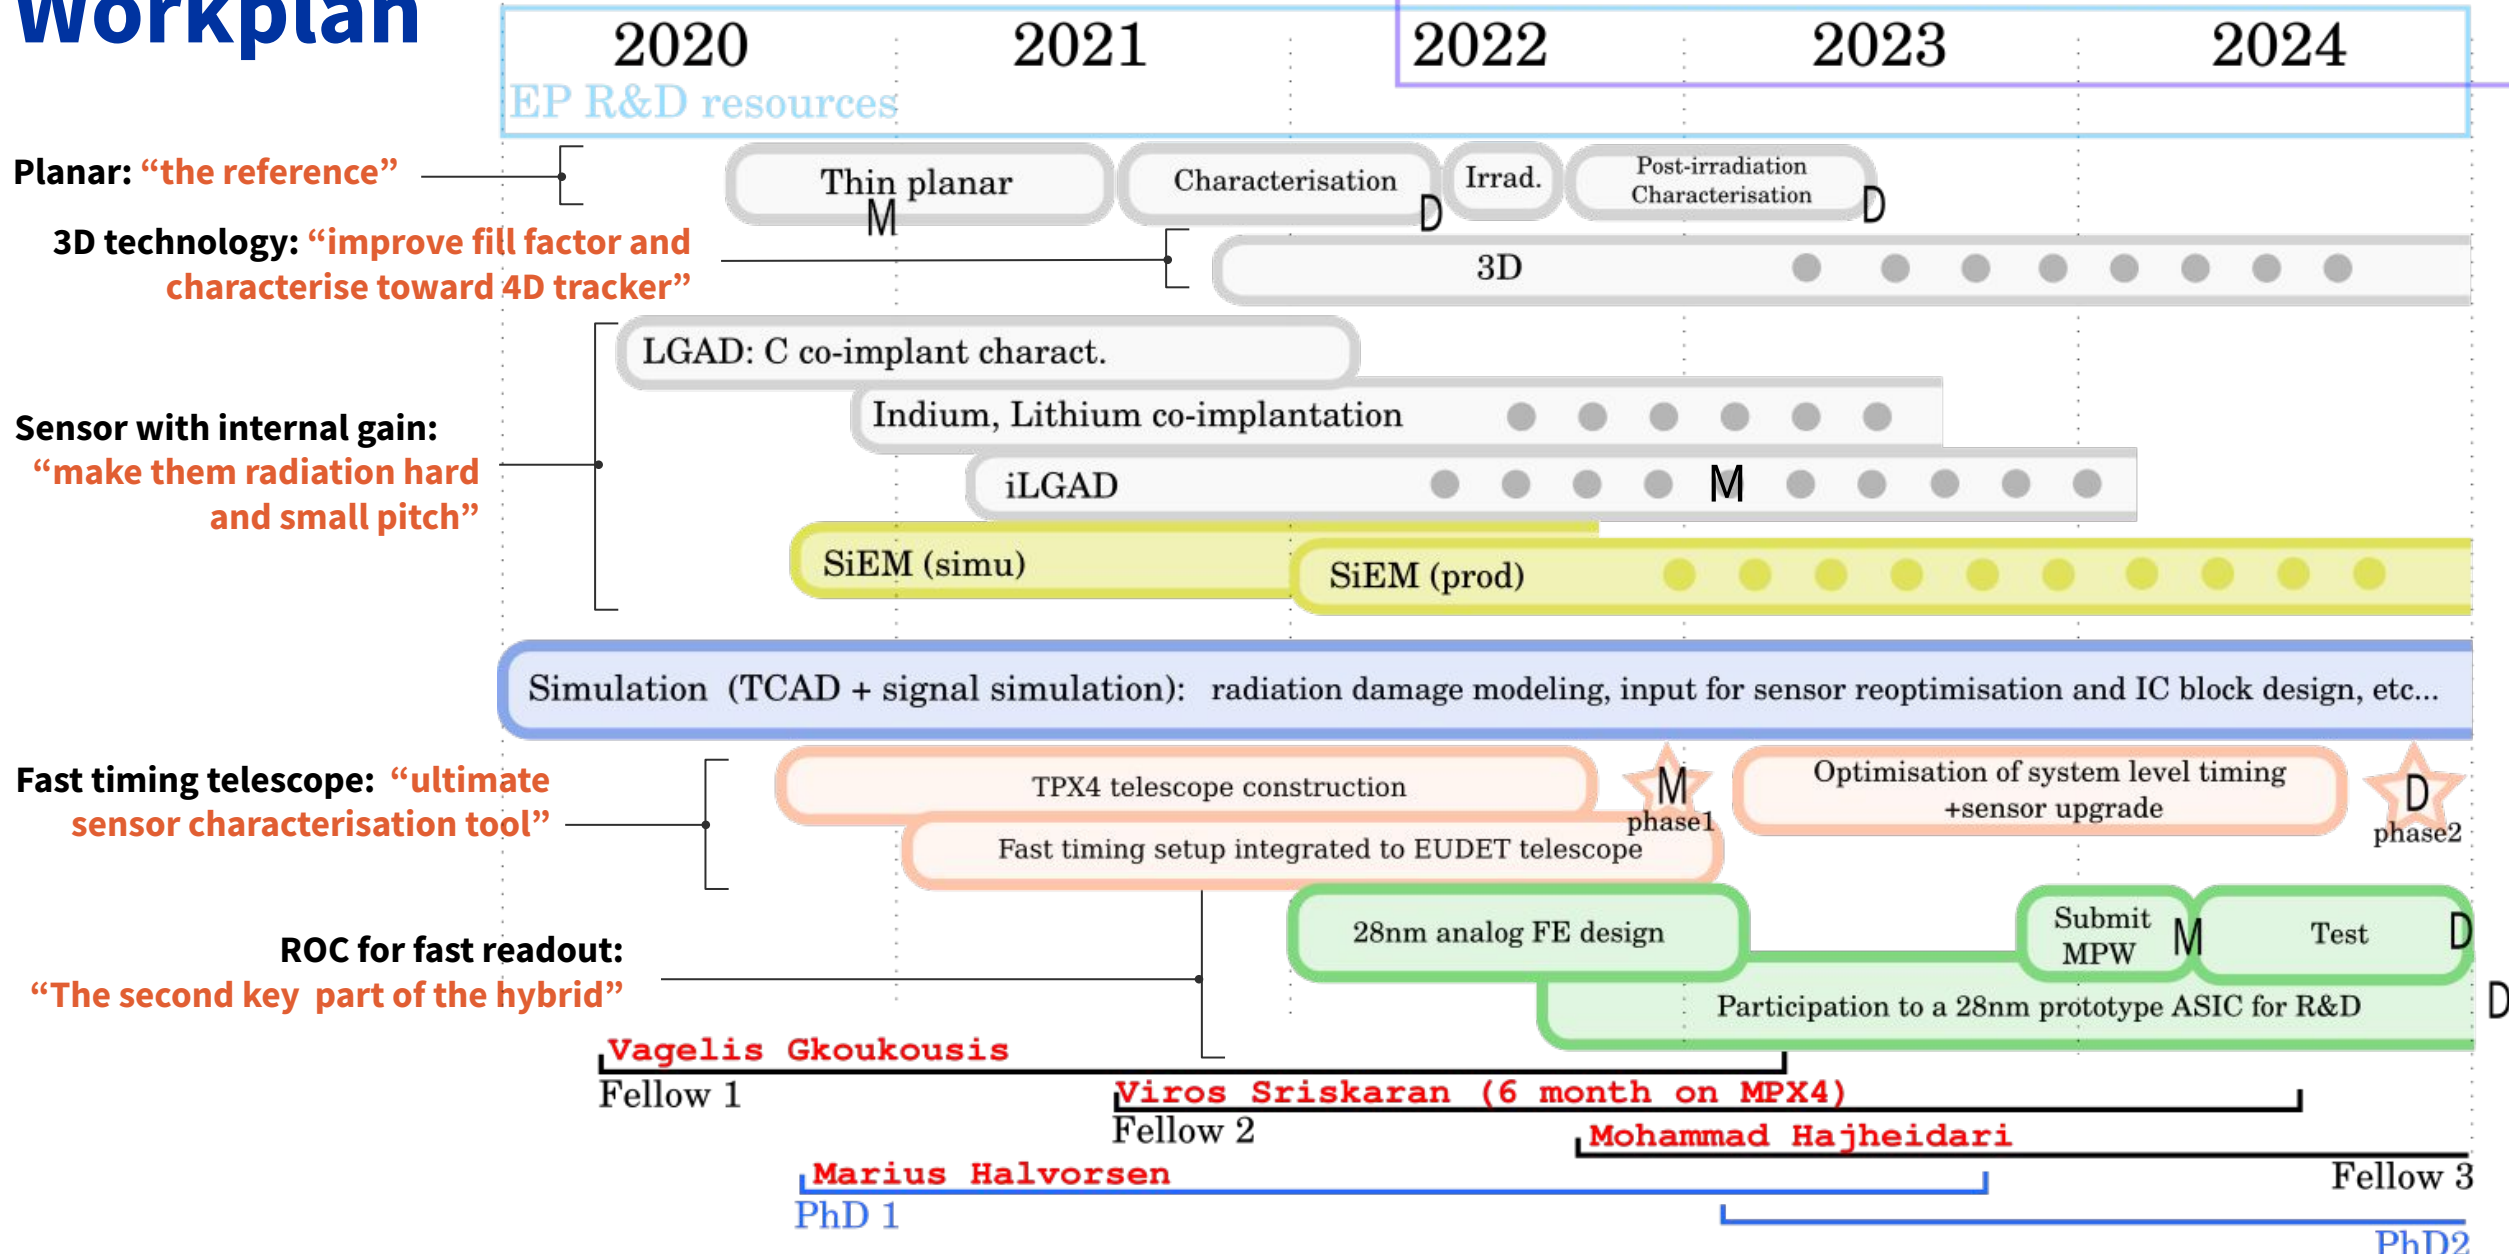 Workplan
2020 2021 2022 2023 2024
EP R&D resources
Planar: “the reference”
Thin planar
M
Characterisation
D
Irrad.
Post-irradiation
Characterisation
D
3D technology: “improve fill factor and
characterise toward 4D tracker”
3D
LGAD: C co-implant charact.
Indium, Lithium co-implantation
Sensor with internal gain:
“make them radiation hard
and small pitch”
iLGAD
M
SiEM (simu)
SiEM (prod)
Simulation (TCAD + signal simulation): radiation damage modeling, input for sensor reoptimisation and IC block design, etc...
Fast timing telescope: “ultimate
sensor characterisation tool”
TPX4 telescope construction
M
phase1
Optimisation of system level timing
+sensor upgrade
D
phase2
Fast timing setup integrated to EUDET telescope
ROC for fast readout:
“The second key part of the hybrid”
28nm analog FE design
Submit
MPW
M
Test
D
Participation to a 28nm prototype ASIC for R&D
D
Vagelis Gkoukousis
Fellow 1
Viros Sriskaran (6 month on MPX4)
Fellow 2
Mohammad Hajheidari
Fellow 3
Marius Halvorsen
PhD 1
PhD2